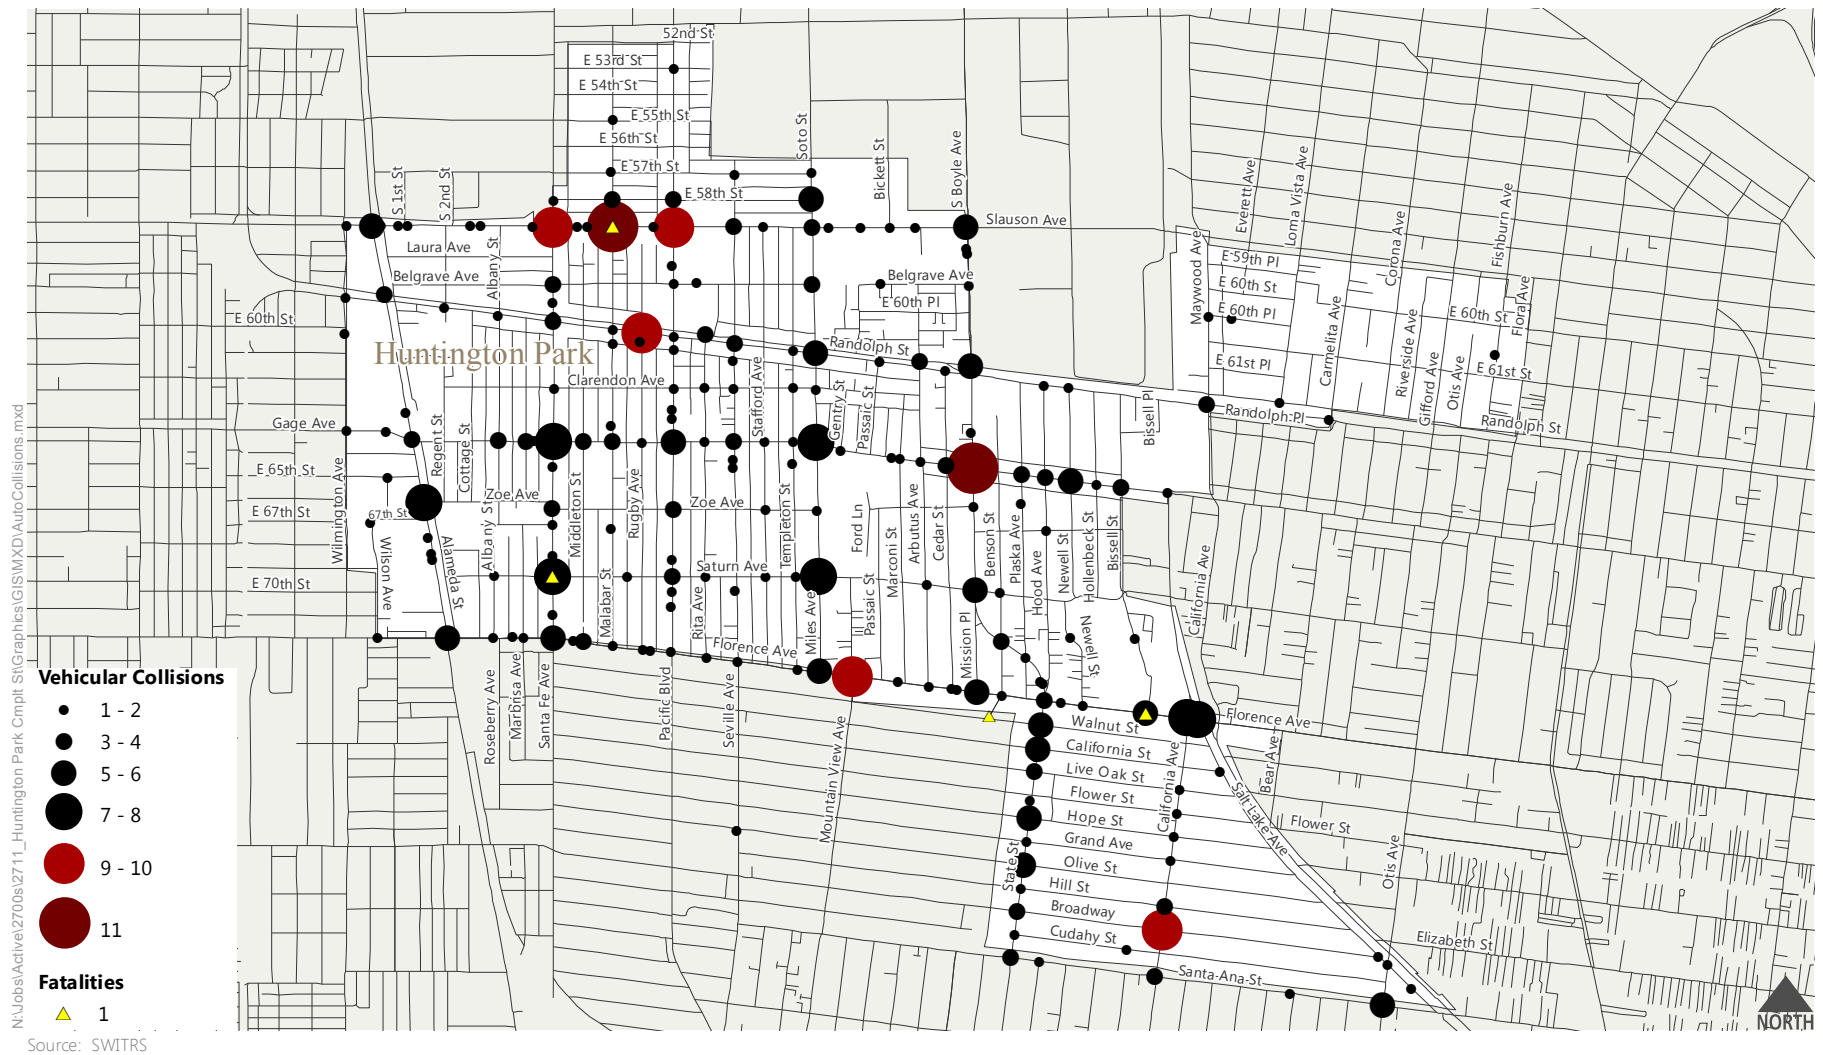 52nd St
E 53rd St
E 54th St
E 55th St
E 56th St
E 57th St
E 58th St
Soto St
Bickett St
S Boyle Ave
Slauson Ave
S 1st St
S 2nd St
Laura Ave
Albany St
Belgrave Ave
Belgrave Ave
E 60th Pl
E 60th St
Huntington Park
Randolph St
Clarendon Ave
Stafford Ave
Gentry St
Passaic St
Everett Ave
Loma Vista Ave
Corona Ave
Fishburn Ave
Maywood Ave
E 59th Pl
E 60th St
E 60th Pl
E 61st Pl
Carmelita Ave
Riverside Ave
Gifford Ave
Otis Ave
E 60th St
Flora Ave
E 61st St
Randolph Pl
Randolph St
Bissell Pl
Gage Ave
Regent St
Cottage St
E 65th St
Wilmington Ave
Zoe Ave
Zoe Ave
E 67th St
67th St
Albany St
Middleton St
Rugby Ave
Templeton St
Ford Ln
Marconi St
Arbutus Ave
Cedar St
Benson St
Plaska Ave
Hood Ave
Newell St
Hollenbeck St
Bissell St
California Ave
Wilson Ave
Alameda St
E 70th St
Saturn Ave
Malabar St
Rita Ave
Miles Ave
Passaic St
Mission Pl
Newell St
Florence Ave
Roseberry Ave
Marbrisa Ave
Santa Fe Ave
Pacific Blvd
Seville Ave
Mountain View Ave
Florence Ave
Walnut St
California St
Live Oak St
Flower St
Hope St
Grand Ave
Olive St
Hill St
Broadway
Cudahy St
State St
California Ave
Bear Ave
Salt Lake Ave
Flower St
Otis Ave
Elizabeth St
Santa Ana St
Vehicular Collisions
1 - 2
3 - 4
5 - 6
7 - 8
9 - 10
11
Fatalities
1
NORTH
N:\Jobs\Active\2700s\2711_Huntington Park Cmplt St\Graphics\GIS\MXD\AutoCollisions.mxd
Source: SWITRS